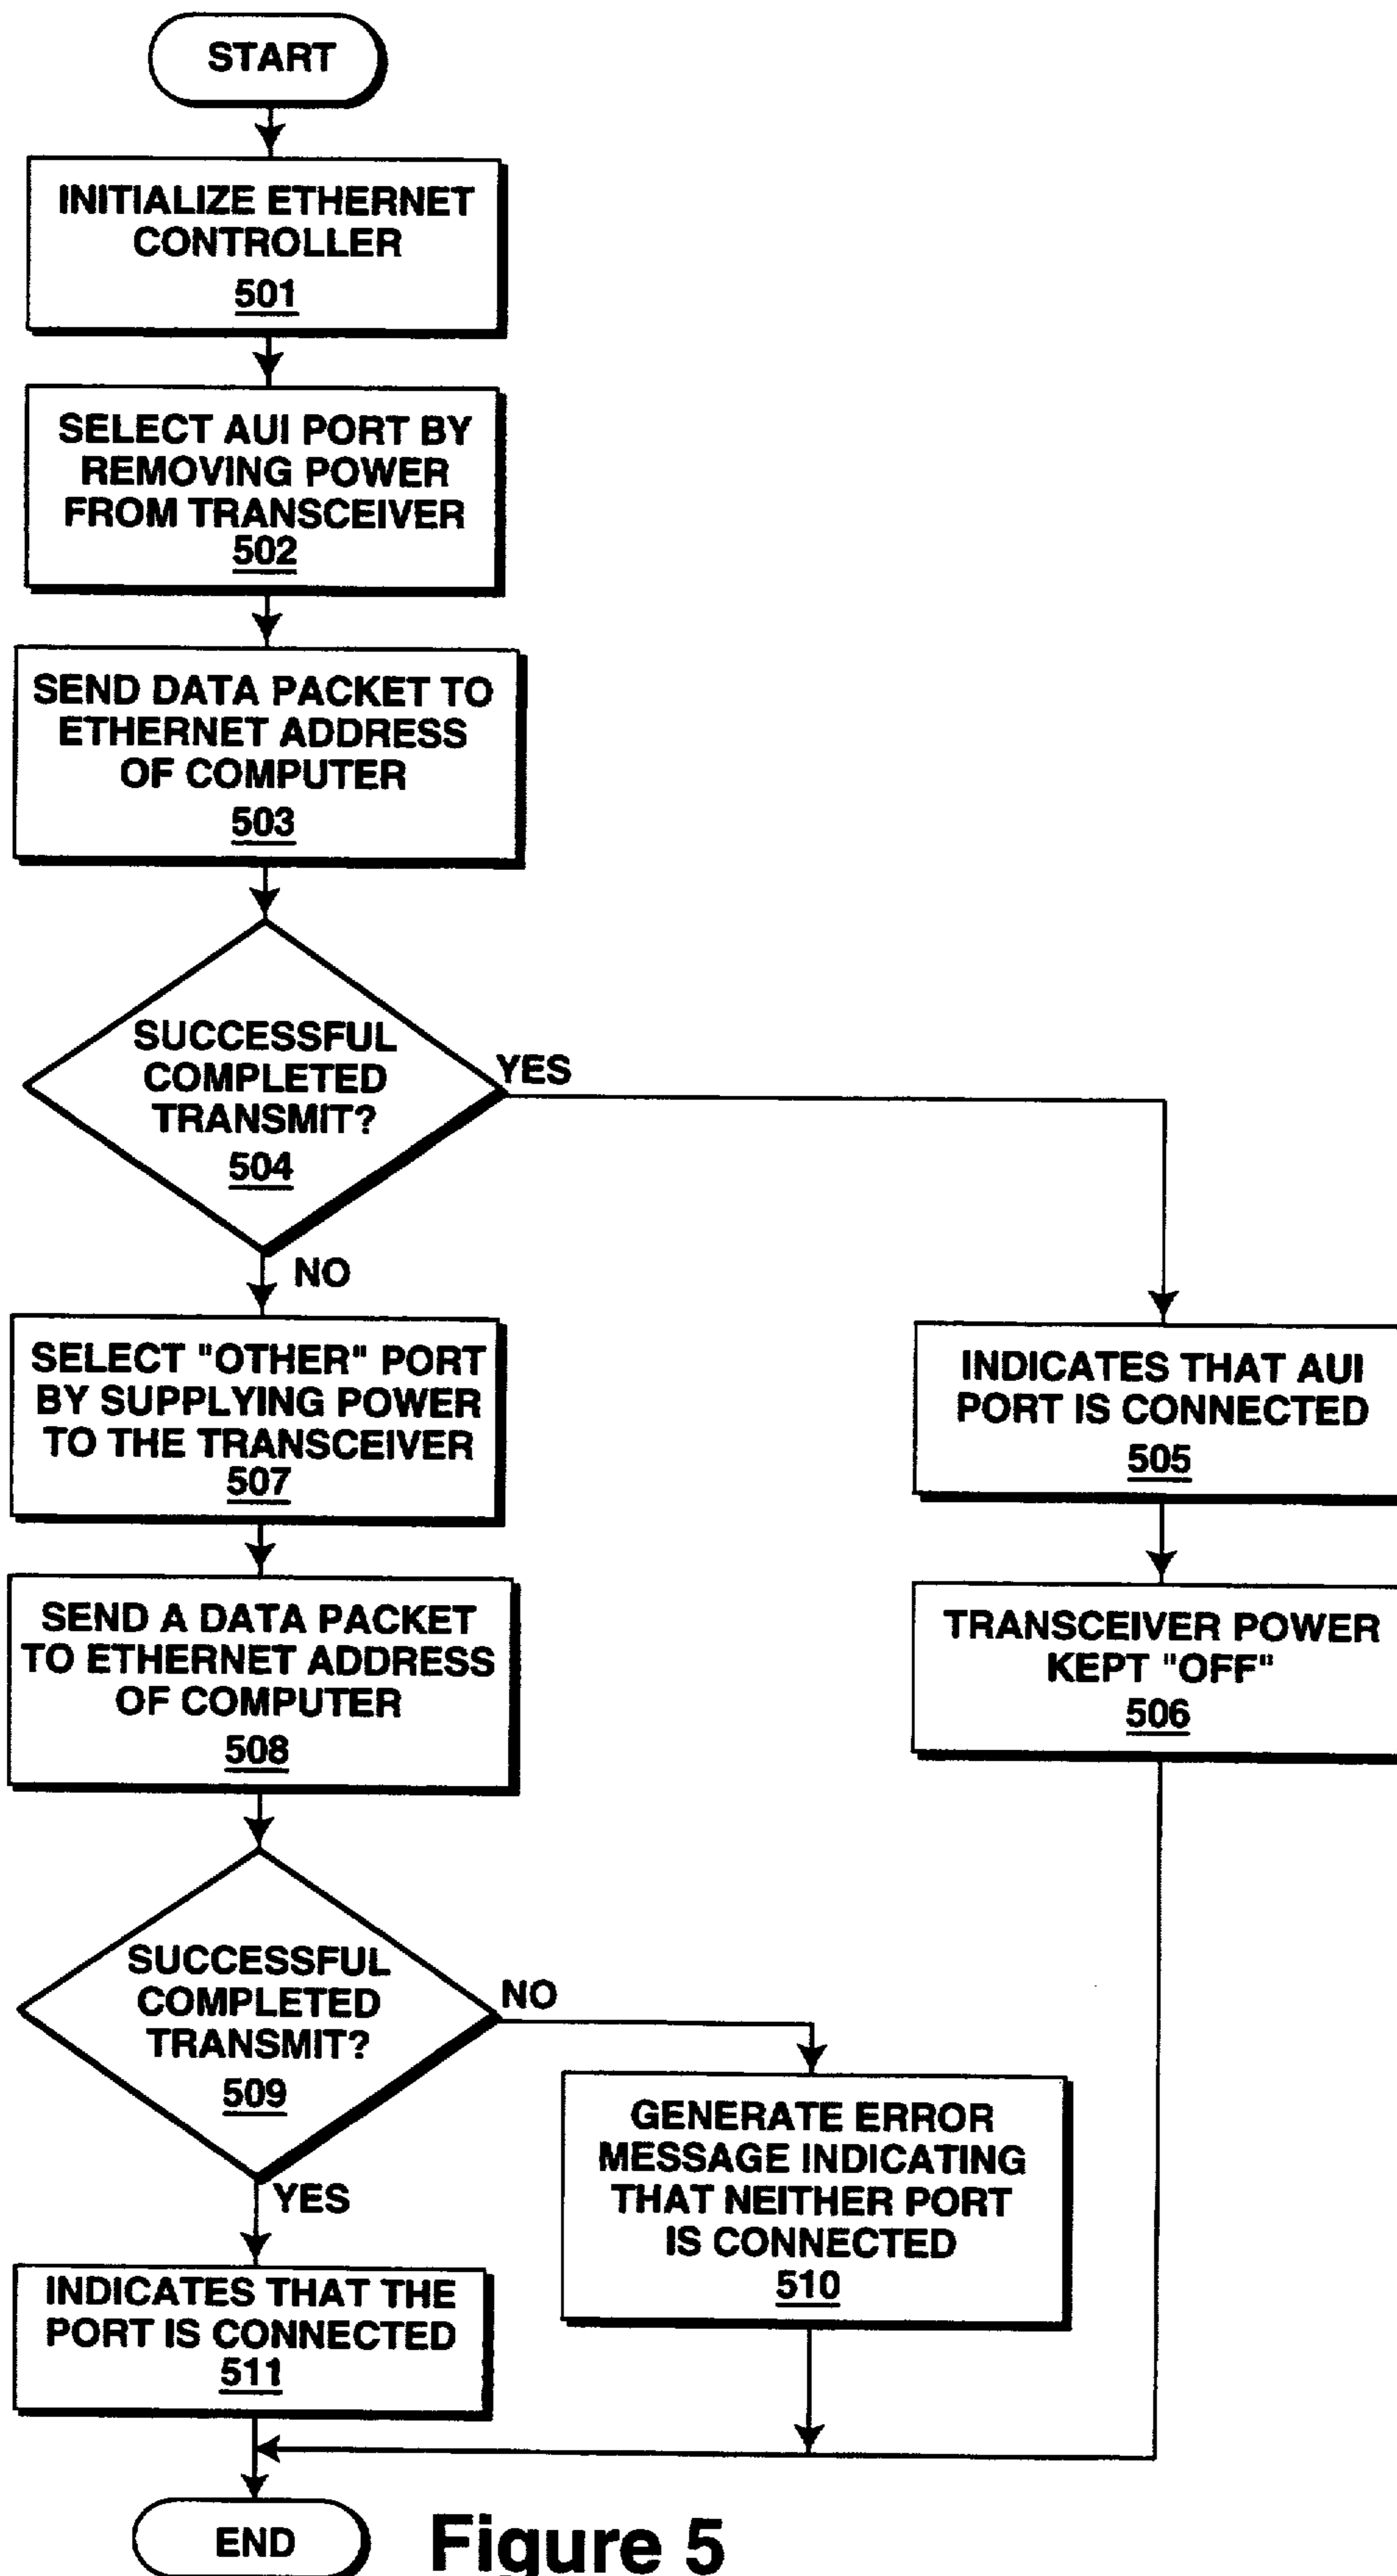 START
INITIALIZE ETHERNET
CONTROLLER
501
SELECT AUI PORT BY
REMOVING POWER
FROM TRANSCEIVER
502
SEND DATA PACKET TO
ETHERNET ADDRESS
OF COMPUTER
503
SUCCESSFUL
COMPLETED
TRANSMIT?
504
YES
NO
SELECT "OTHER" PORT
BY SUPPLYING POWER
TO THE TRANSCEIVER
507
INDICATES THAT AUI
PORT IS CONNECTED
505
SEND A DATA PACKET
TO ETHERNET ADDRESS
OF COMPUTER
508
TRANSCEIVER POWER
KEPT "OFF"
506
SUCCESSFUL
COMPLETED
TRANSMIT?
509
NO
YES
GENERATE ERROR
MESSAGE INDICATING
THAT NEITHER PORT
IS CONNECTED
510
INDICATES THAT THE
PORT IS CONNECTED
511
END
Figure 5